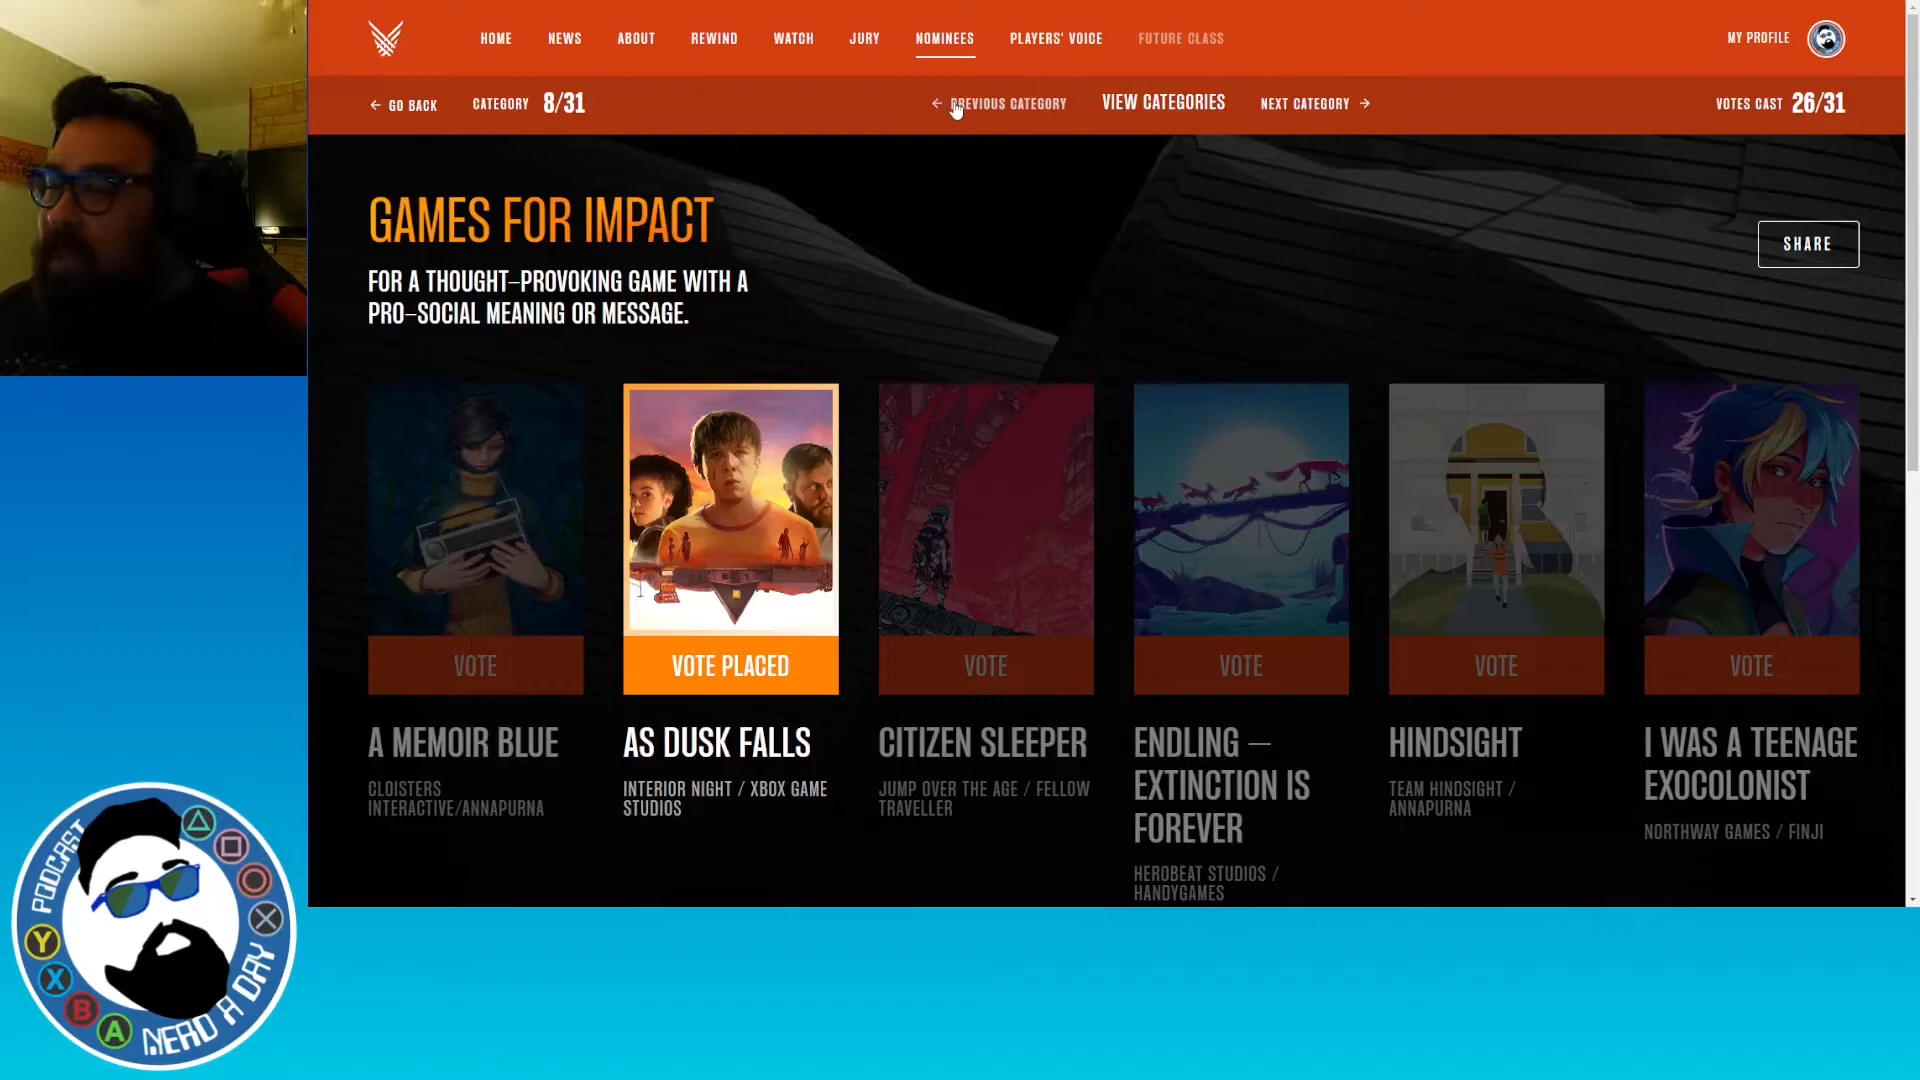 HOME NEWS ABOUT REWIND WATCH JURY NOMINEES PLAYERS' VOICE FUTURE CLASS MY PROFILE
← GO BACK CATEGORY 8/31 ← PREVIOUS CATEGORY VIEW CATEGORIES NEXT CATEGORY → VOTES CAST 26/31
GAMES FOR IMPACT
FOR A THOUGHT-PROVOKING GAME WITH A
PRO-SOCIAL MEANING OR MESSAGE.
SHARE
VOTE
A MEMOIR BLUE
CLOISTERS
INTERACTIVE/ANNAPURNA
VOTE PLACED
AS DUSK FALLS
INTERIOR NIGHT / XBOX GAME
STUDIOS
VOTE
CITIZEN SLEEPER
JUMP OVER THE AGE / FELLOW
TRAVELLER
VOTE
ENDLING —
EXTINCTION IS
FOREVER
HEROBEAT STUDIOS /
HANDYGAMES
VOTE
HINDSIGHT
TEAM HINDSIGHT /
ANNAPURNA
VOTE
I WAS A TEENAGE
EXOCOLONIST
NORTHWAY GAMES / FINJI
PODCAST
Y
X
B
A
NERD A DAY